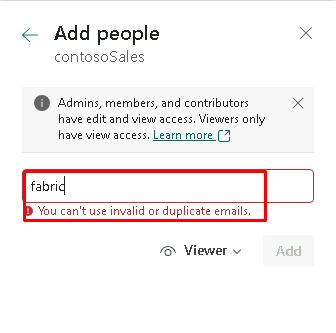 Add people
contosoSales
Admins, members, and contributors
have edit and view access. Viewers only
have view access. Learn more
fabric
You can't use invalid or duplicate emails.
Viewer
Add